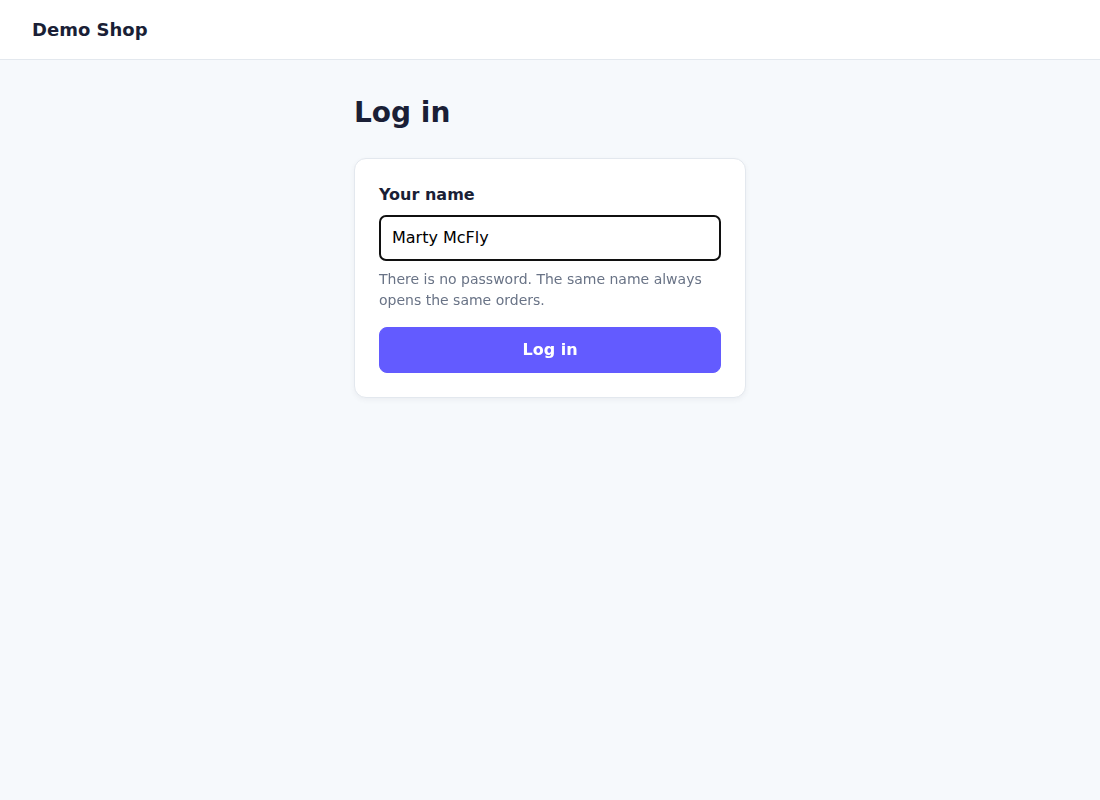 Demo Shop
Log in
Your name
Marty McFly
There is no password. The same name always
opens the same orders.
Log in